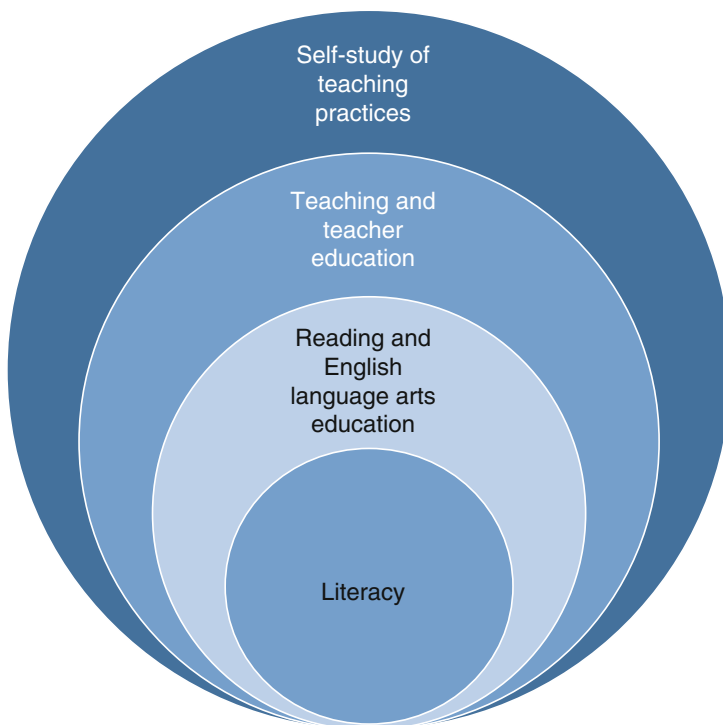 Self-study of
teaching
practices
Teaching and
teacher
education
Reading and
English
language arts
education
Literacy